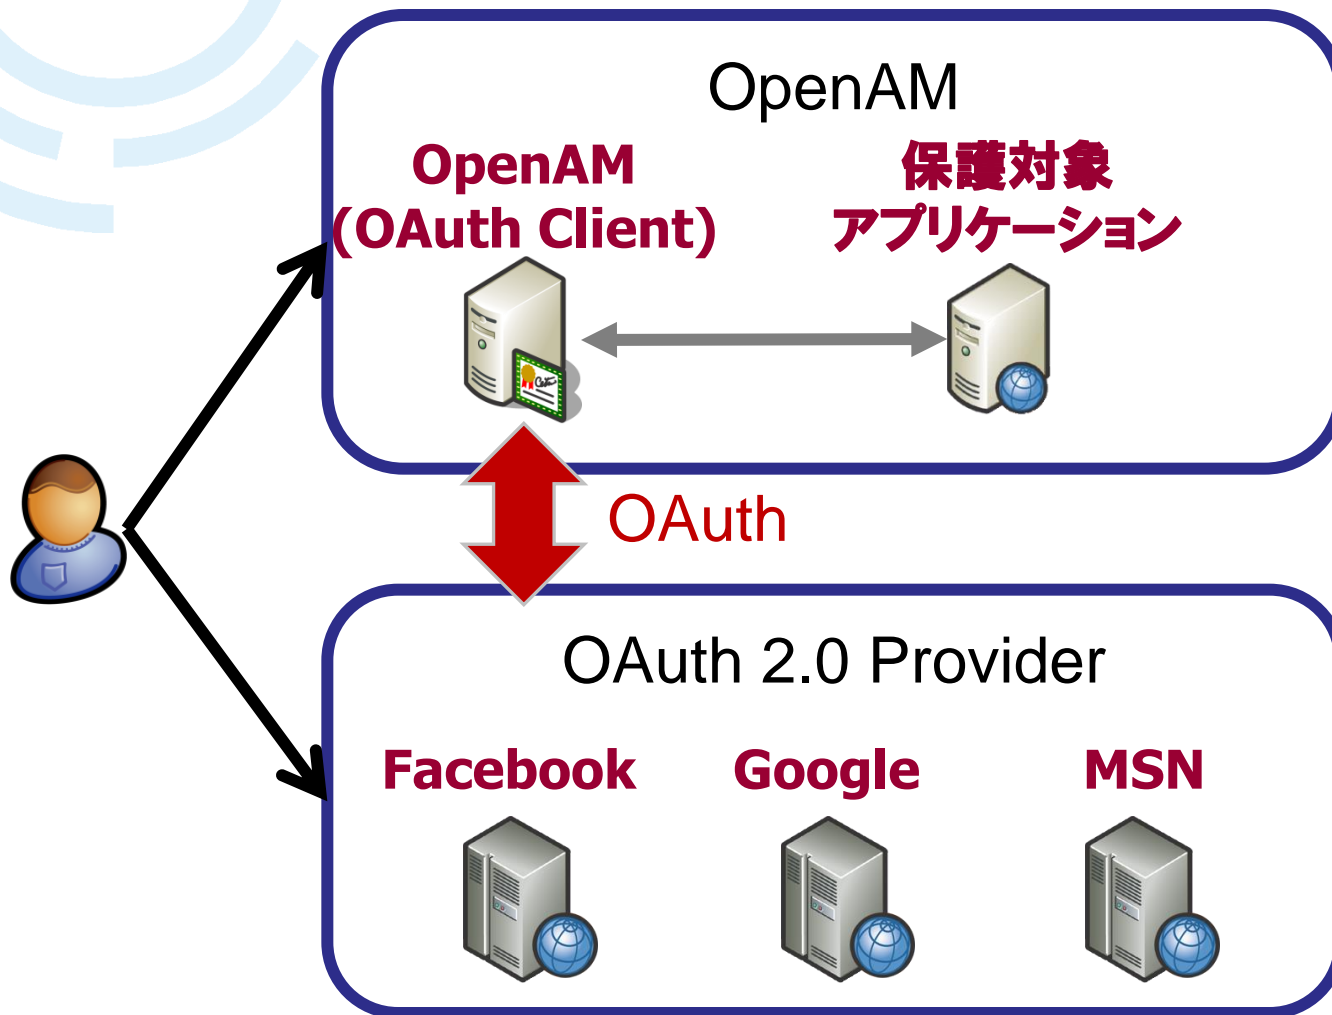 OpenAM
OpenAM
(OAuth Client)
保護対象
アプリケーション
OAuth
OAuth 2.0 Provider
Facebook
Google
MSN